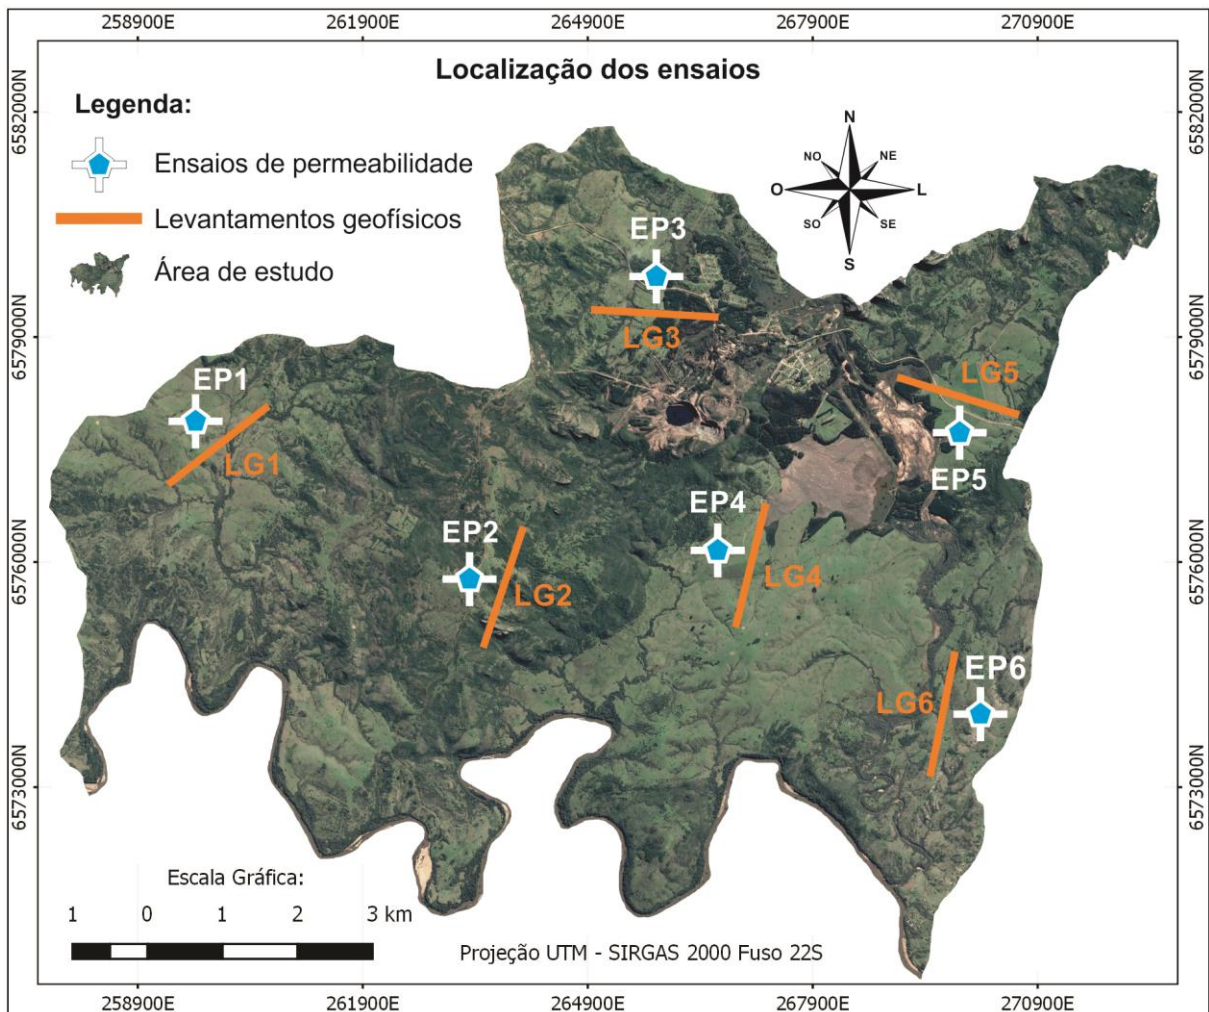 258900E 261900E 264900E 267900E 270900E
Localização dos ensaios
Legenda:
Ensaios de permeabilidade
Levantamentos geofísicos
Área de estudo
N
NO NE
O L
SO SE
S
6582000N 6582000N
6579000N 6579000N
6576000N 6576000N
6573000N 6573000N
EP3
LG3
EP1
LG1
LG5
EP5
EP4
EP2
LG4
LG2
EP6
LG6
Escala Gráfica:
1 0 1 2 3 km
Projeção UTM - SIRGAS 2000 Fuso 22S
258900E 261900E 264900E 267900E 270900E